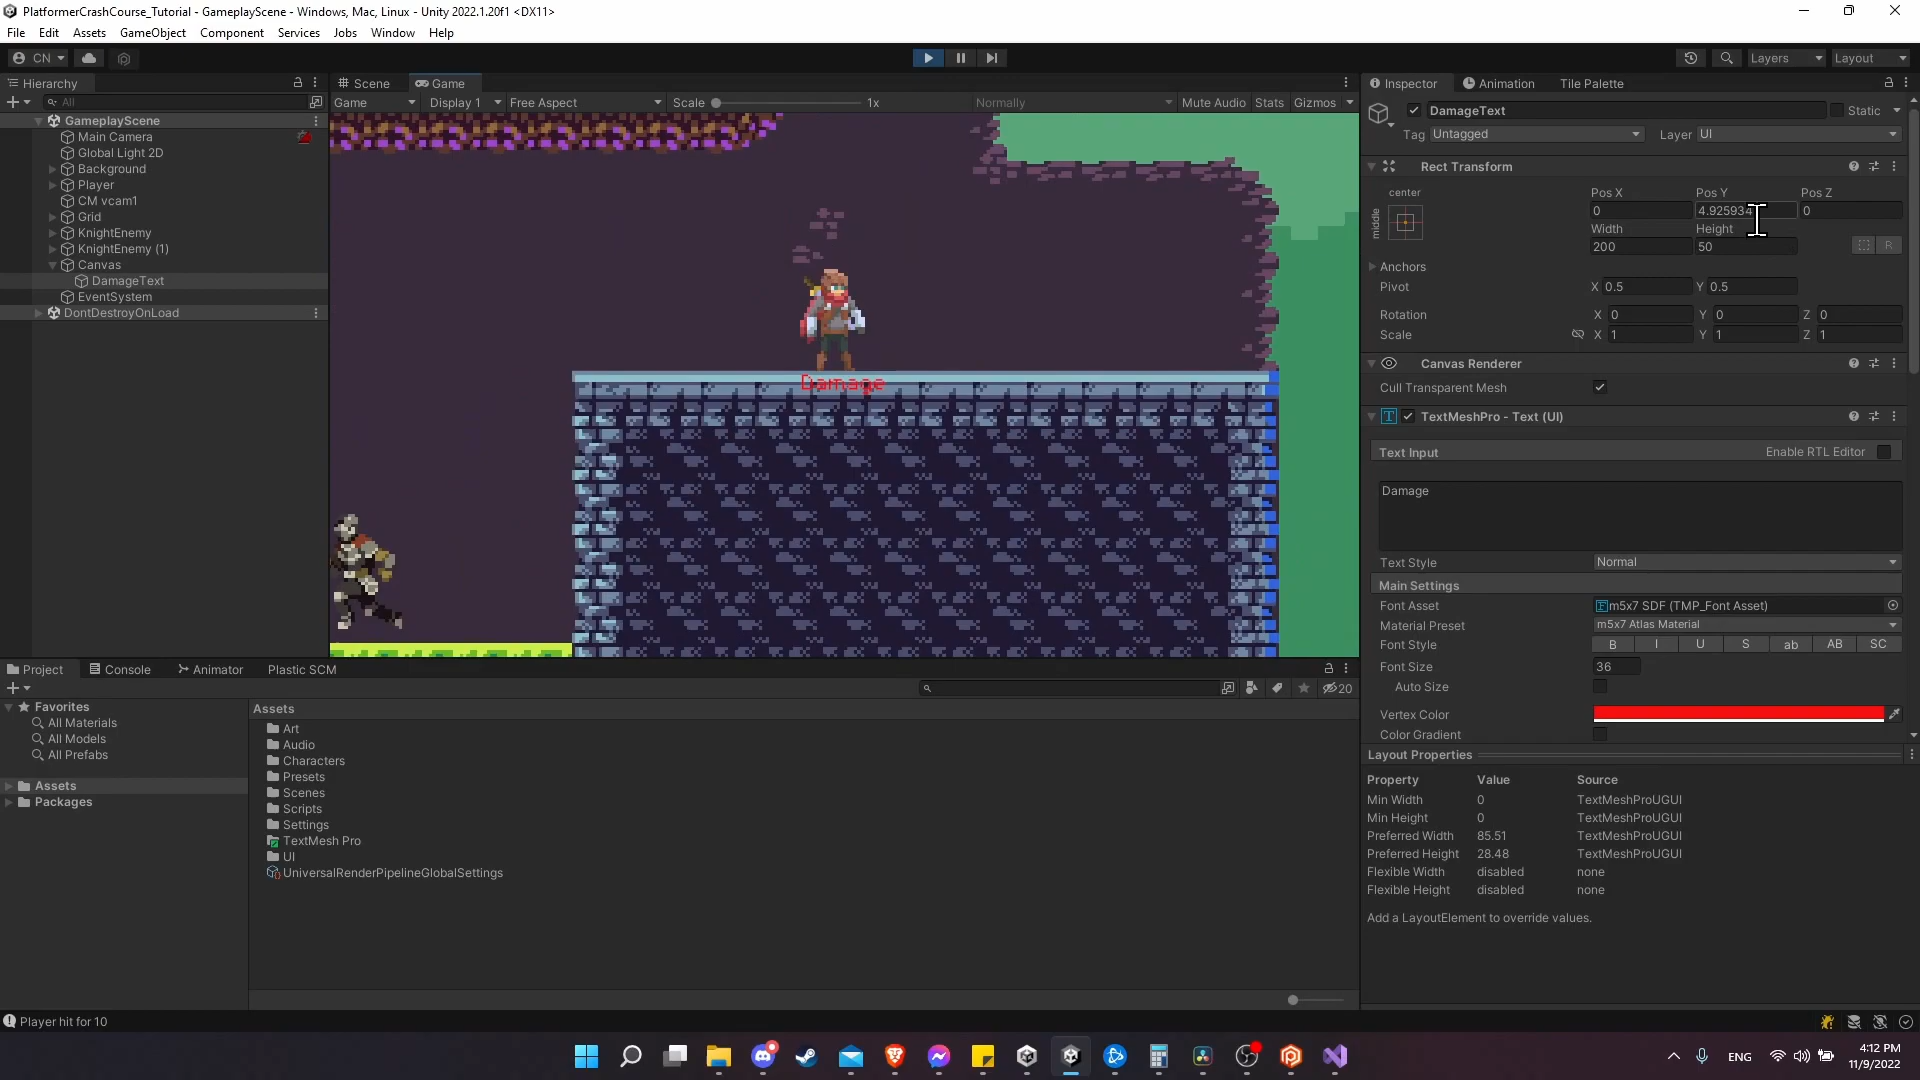 PlatformerCrashCourse_Tutorial - GameplayScene - Windows, Mac, Linux - Unity 2022.1.20f1 <DX11>
File Edit Assets GameObject Component Services Jobs Window Help
CN Layers Layout
Hierarchy
All
GameplayScene
Main Camera
Global Light 2D
Background
Player
CM vcam1
Grid
KnightEnemy
KnightEnemy (1)
Canvas
DamageText
EventSystem
DontDestroyOnLoad
Scene Game
Game Display 1 Free Aspect Scale 1x Normally Mute Audio Stats Gizmos
Damage
Inspector Animation Tile Palette
DamageText Static
Tag Untagged Layer UI
Rect Transform
center
middle
Pos X Pos Y Pos Z
0 4.925934 0
Width Height
200 50 R
Anchors
Pivot X 0.5 Y 0.5
Rotation X 0 Y 0 Z 0
Scale X 1 Y 1 Z 1
Canvas Renderer
Cull Transparent Mesh
TextMeshPro - Text (UI)
Text Input Enable RTL Editor
Damage
Text Style Normal
Main Settings
Font Asset m5x7 SDF (TMP_Font Asset)
Material Preset m5x7 Atlas Material
Font Style B I U S ab AB SC
Font Size 36
Auto Size
Vertex Color
Color Gradient
Layout Properties
Property Value Source
Min Width 0 TextMeshProUGUI
Min Height 0 TextMeshProUGUI
Preferred Width 85.51 TextMeshProUGUI
Preferred Height 28.48 TextMeshProUGUI
Flexible Width disabled none
Flexible Height disabled none
Add a LayoutElement to override values.
Project Console Animator Plastic SCM
20
Favorites
All Materials
All Models
All Prefabs
Assets
Packages
Assets
Art
Audio
Characters
Presets
Scenes
Scripts
Settings
TextMesh Pro
UI
UniversalRenderPipelineGlobalSettings
Player hit for 10
ENG
4:12 PM
11/9/2022